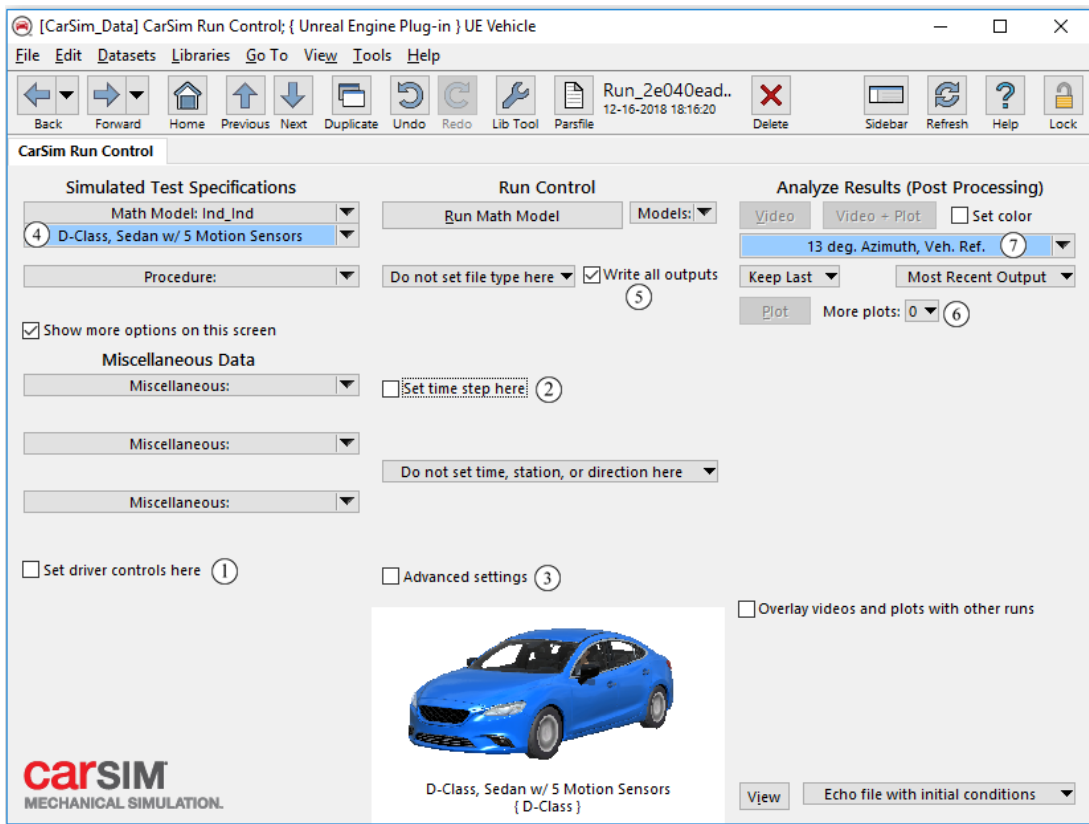 [CarSim_Data] CarSim Run Control; { Unreal Engine Plug-in } UE Vehicle
File Edit Datasets Libraries Go To View Tools Help
Back Forward Home Previous Next Duplicate Undo Redo Lib Tool Parsfile Run_2e040ead.. Delete Sidebar Refresh Help Lock
12-16-2018 18:16:20
CarSim Run Control
Simulated Test Specifications
Math Model: Ind_Ind
4 D-Class, Sedan w/ 5 Motion Sensors
Procedure:
Show more options on this screen
Miscellaneous Data
Miscellaneous:
Miscellaneous:
Miscellaneous:
Set driver controls here 1
Run Control
Run Math Model Models:
Do not set file type here Write all outputs
5
Set time step here 2
Do not set time, station, or direction here
Advanced settings 3
D-Class, Sedan w/ 5 Motion Sensors
{ D-Class }
Analyze Results (Post Processing)
Video Video + Plot Set color
13 deg. Azimuth, Veh. Ref. 7
Keep Last Most Recent Output
Plot More plots: 0 6
Overlay videos and plots with other runs
View Echo file with initial conditions
carSIM
MECHANICAL SIMULATION.